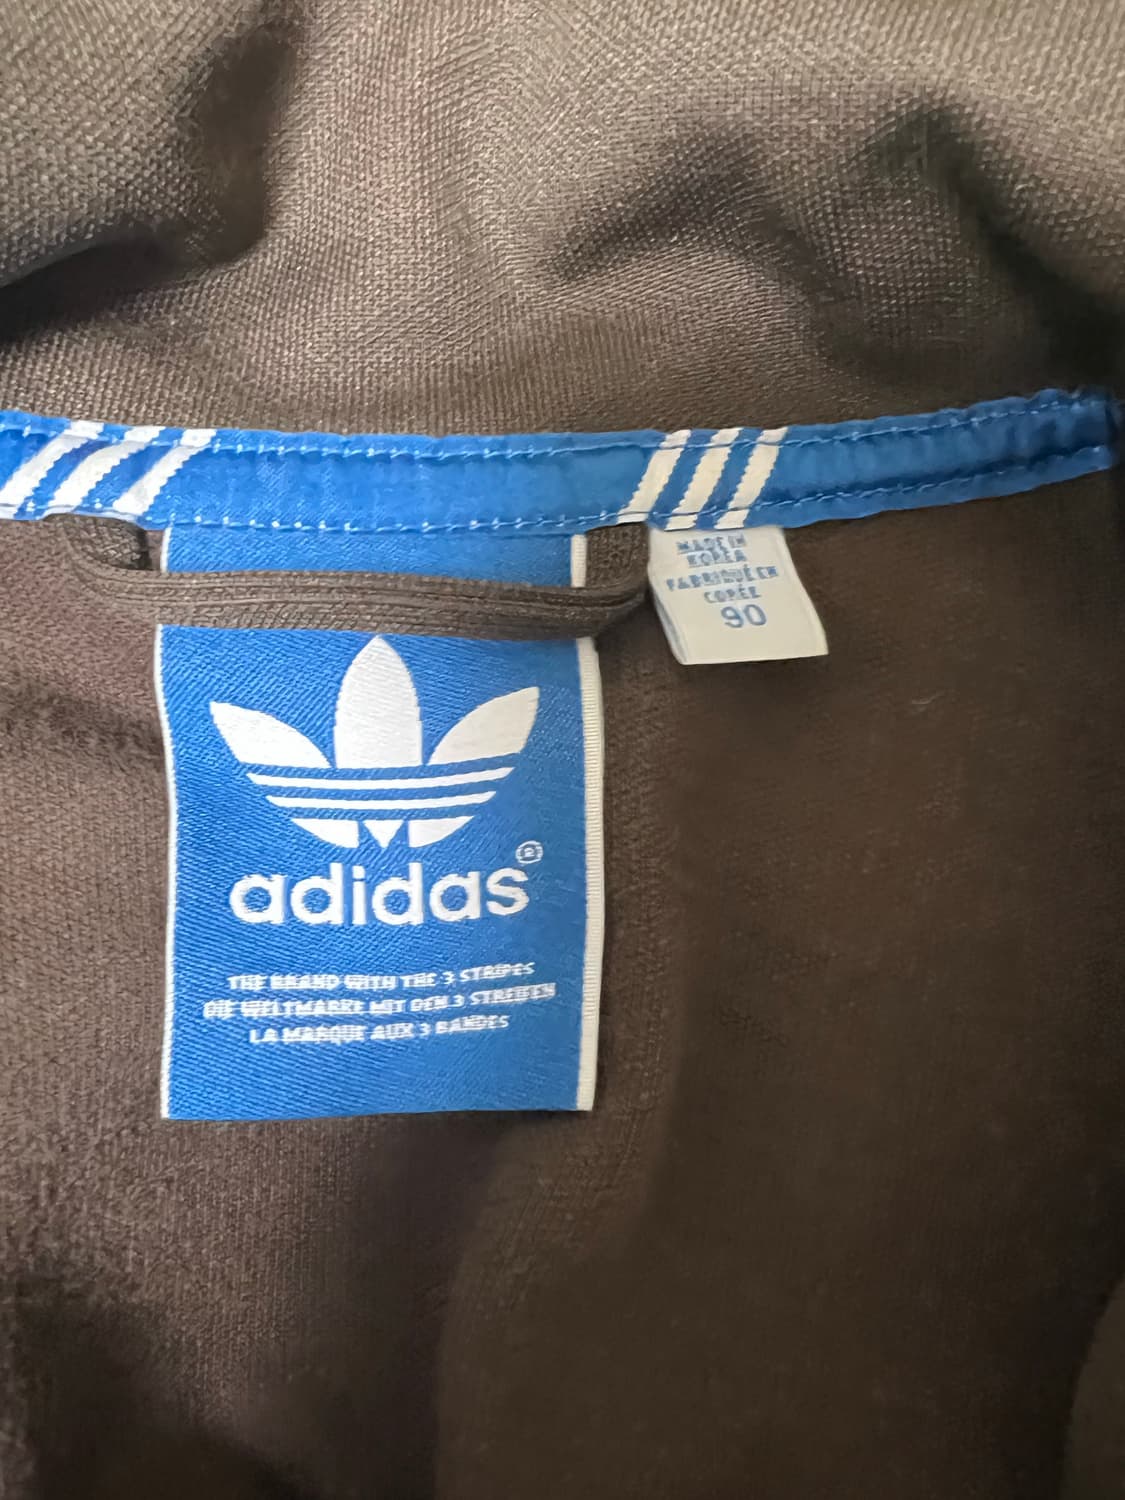 MADE IN
KOREA
FABRIQUÉ EN
CORÉE
90
adidas®
THE BRAND WITH THE 3 STRIPES
DIE WELTMARKE MIT DEN 3 STREIFEN
LA MARQUE AUX 3 BANDES